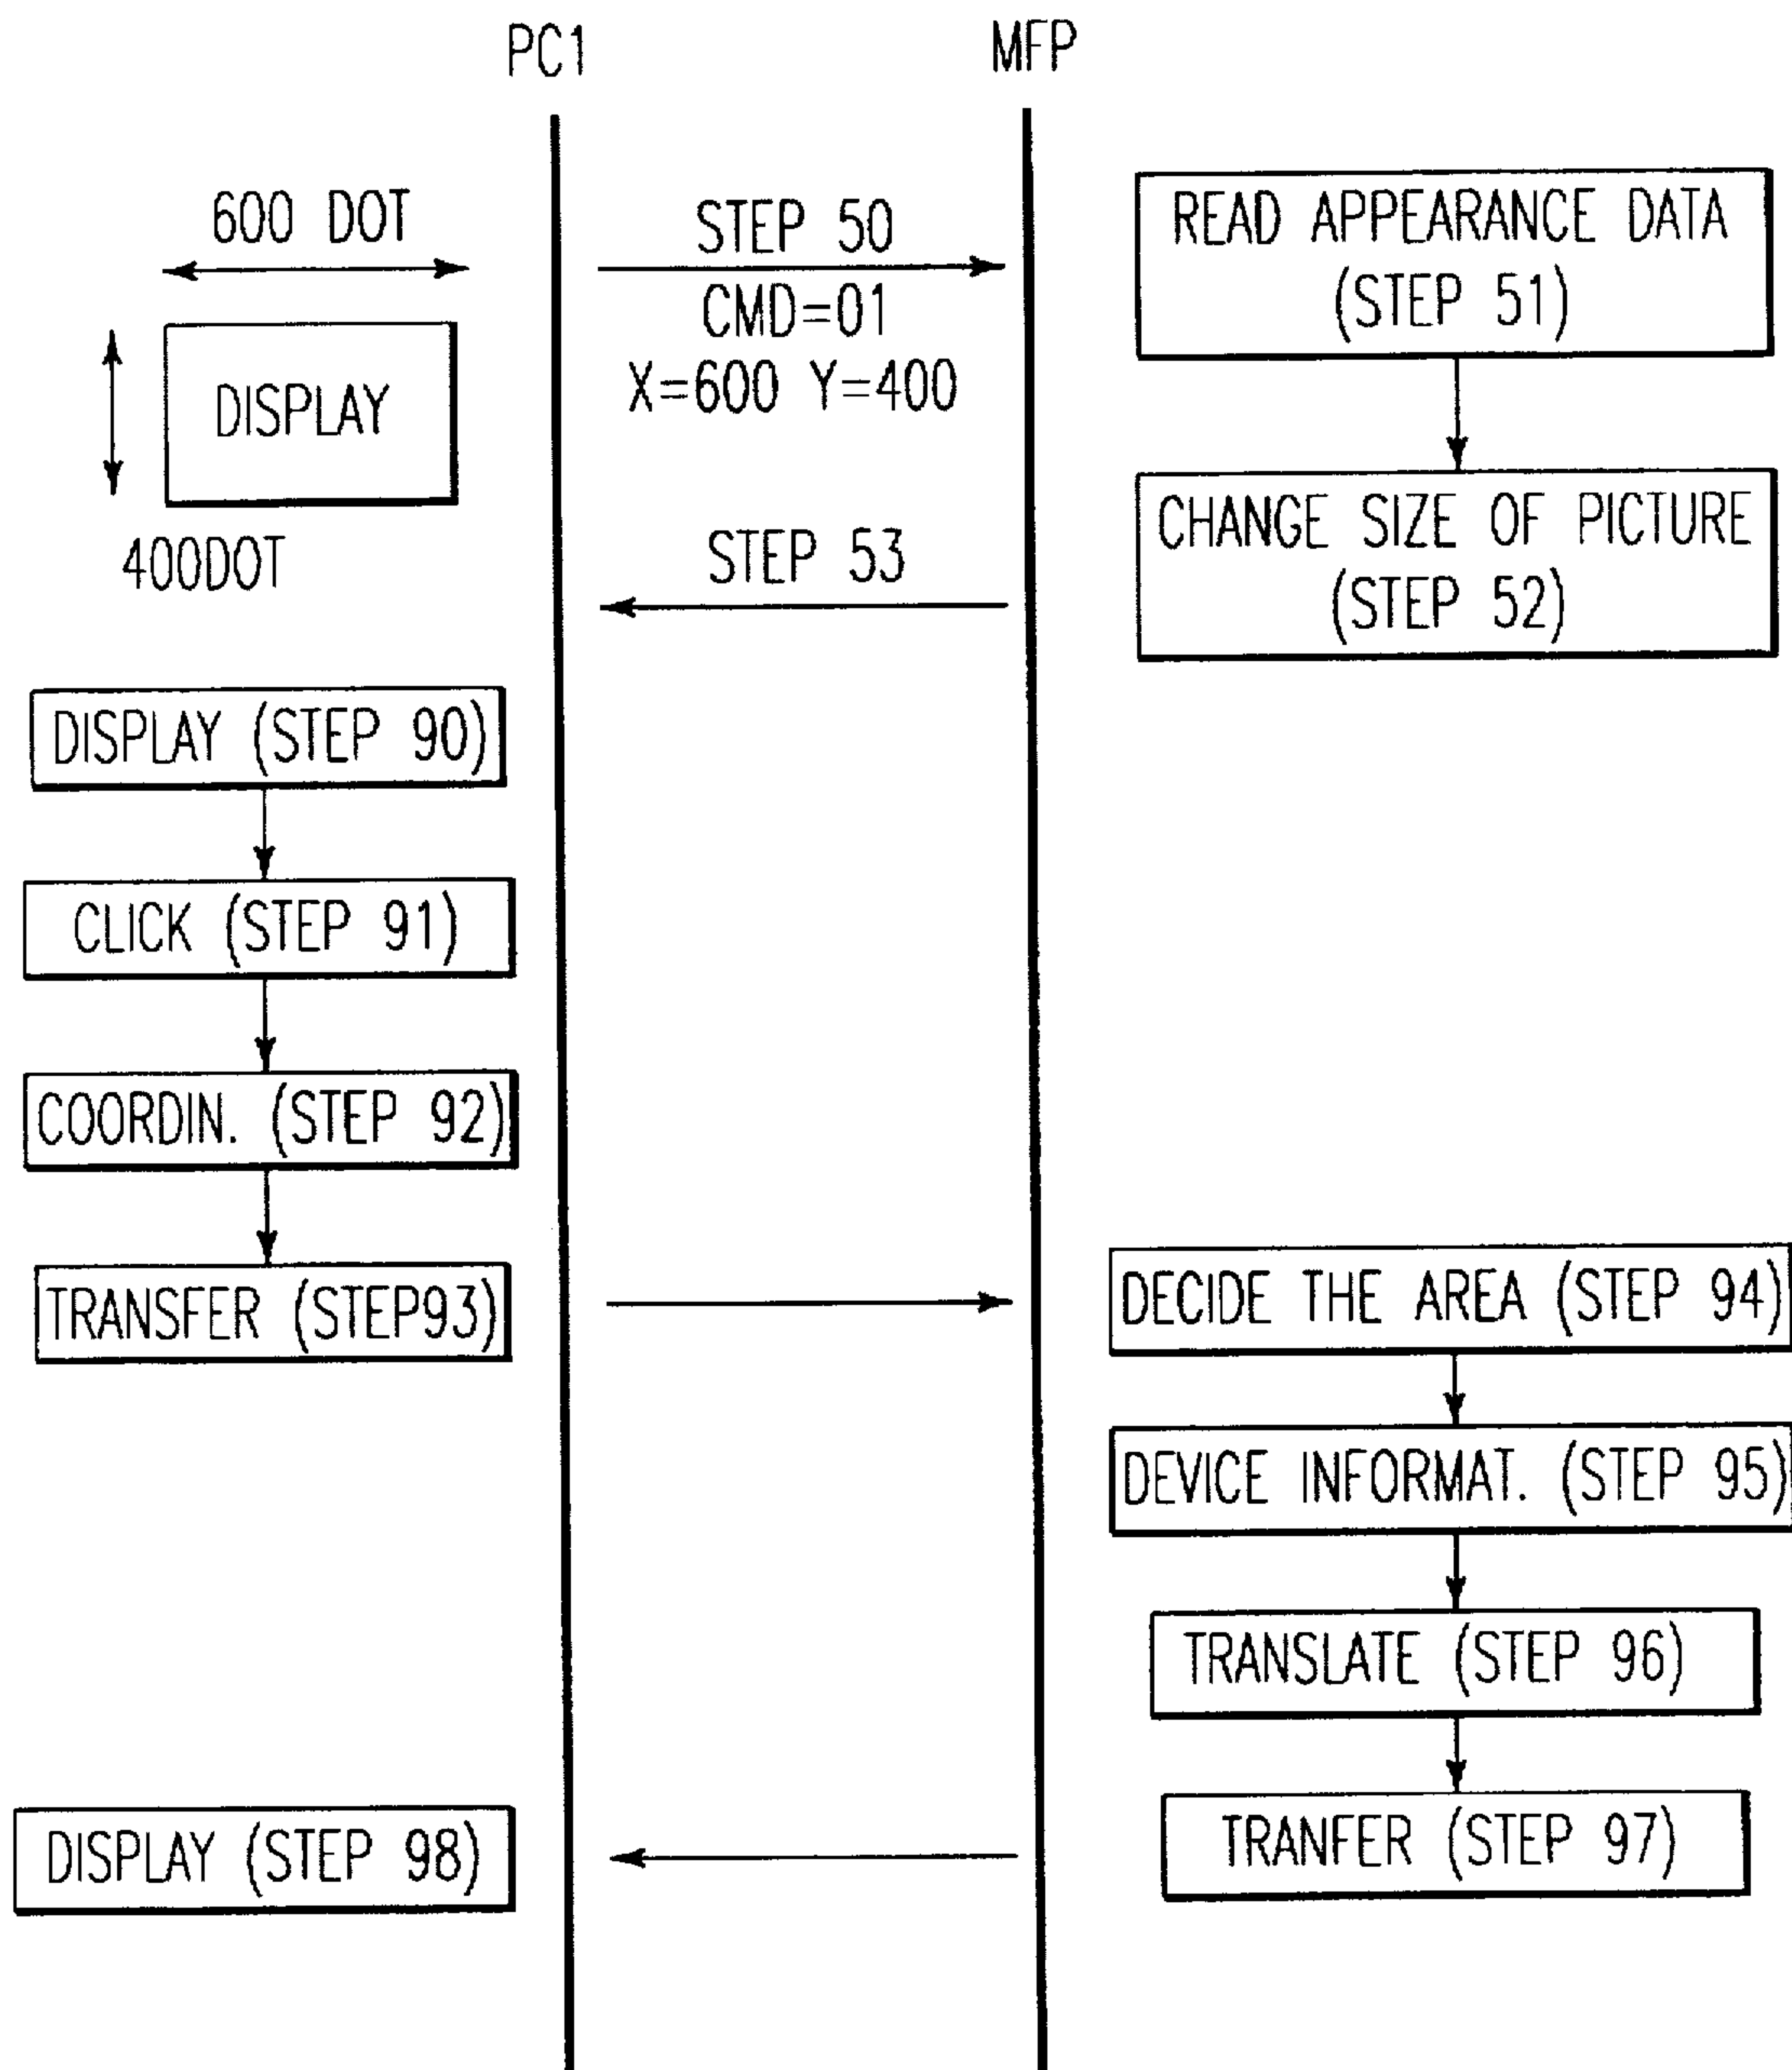 PC1
MFP
600 DOT
DISPLAY
400DOT
STEP 50
CMD=01
X=600 Y=400
READ APPEARANCE DATA
(STEP 51)
CHANGE SIZE OF PICTURE
(STEP 52)
STEP 53
DISPLAY (STEP 90)
CLICK (STEP 91)
COORDIN. (STEP 92)
TRANSFER (STEP93)
DECIDE THE AREA (STEP 94)
DEVICE INFORMAT. (STEP 95)
TRANSLATE (STEP 96)
TRANFER (STEP 97)
DISPLAY (STEP 98)